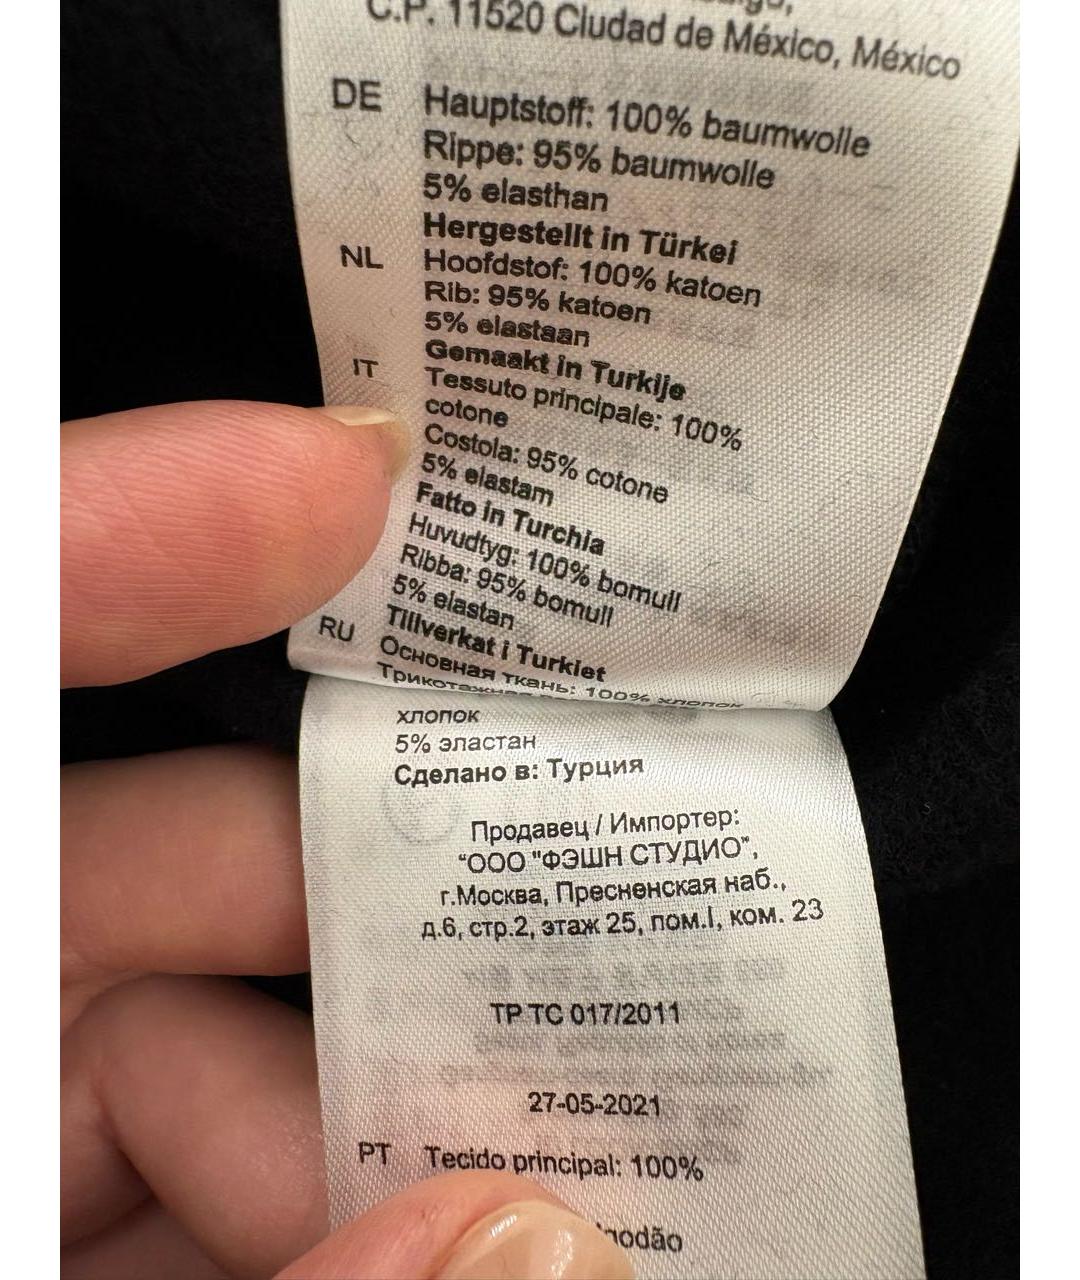 C.P. 11520 Ciudad de México, México
DE Hauptstoff: 100% baumwolle
Rippe: 95% baumwolle
5% elasthan
Hergestellt in Türkei
NL Hoofdstof: 100% katoen
Rib: 95% katoen
5% elastaan
Gemaakt in Turkije
IT Tessuto principale: 100%
cotone
Costola: 95% cotone
5% elastam
Fatto in Turchia
Huvudtyg: 100% bomull
Ribba: 95% bomull
5% elastan
Tillverkat i Turkiet
RU Основная ткань: 100% хлопок
хлопок
5% эластан
Сделано в: Турция
Продавец / Импортер:
"ООО "ФЭШН СТУДИО",
г.Москва, Пресненская наб.,
д.6, стр.2, этаж 25, пом.I, ком. 23
ТР ТС 017/2011
27-05-2021
PT Tecido principal: 100%